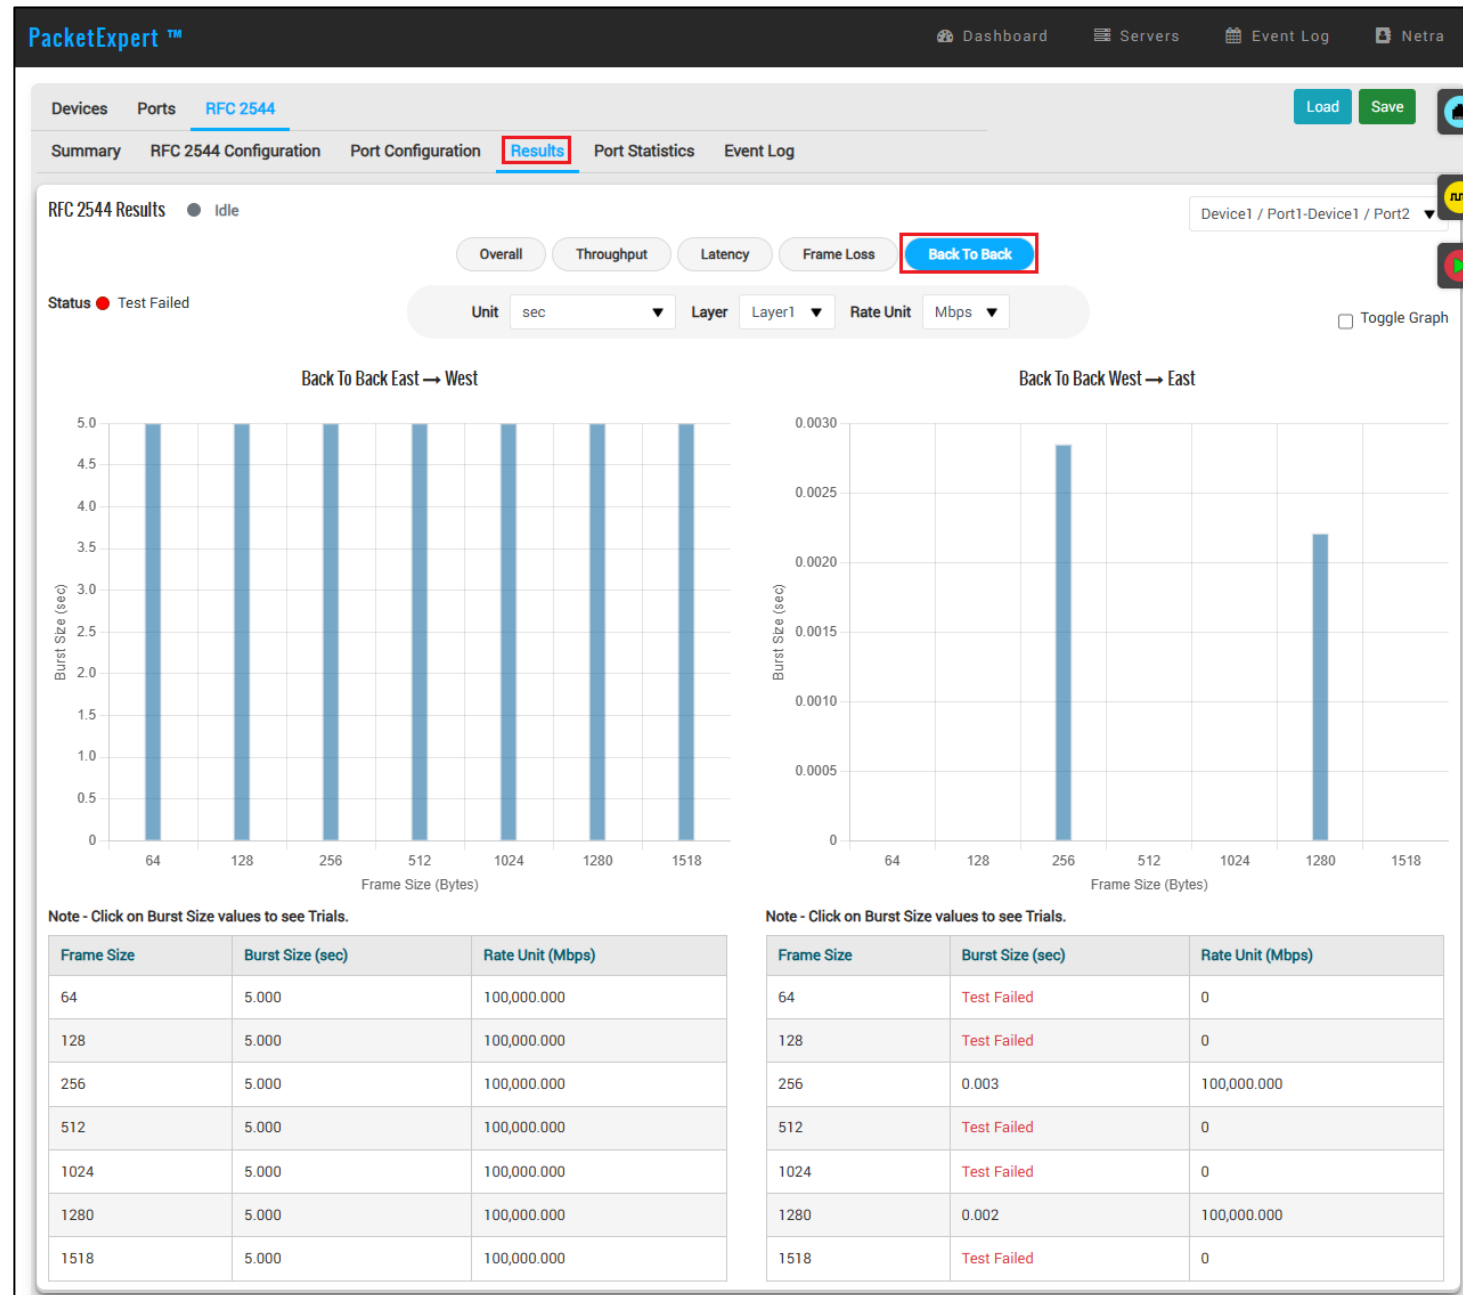 PacketExpert ™ Dashboard Servers Event Log Netra
Devices Ports RFC 2544 Load Save
Summary RFC 2544 Configuration Port Configuration Results Port Statistics Event Log
RFC 2544 Results Idle Device1 / Port1-Device1 / Port2
Overall Throughput Latency Frame Loss Back To Back
Status Test Failed Unit sec Layer Layer1 Rate Unit Mbps Toggle Graph
Back To Back East → West
5.0
4.5
4.0
3.5
3.0
2.5
2.0
1.5
1.0
0.5
0
Burst Size (sec)
64 128 256 512 1024 1280 1518
Frame Size (Bytes)
Back To Back West → East
0.0030
0.0025
0.0020
0.0015
0.0010
0.0005
0
Burst Size (sec)
64 128 256 512 1024 1280 1518
Frame Size (Bytes)
Note - Click on Burst Size values to see Trials.
Frame Size Burst Size (sec) Rate Unit (Mbps)
64 5.000 100,000.000
128 5.000 100,000.000
256 5.000 100,000.000
512 5.000 100,000.000
1024 5.000 100,000.000
1280 5.000 100,000.000
1518 5.000 100,000.000
Note - Click on Burst Size values to see Trials.
Frame Size Burst Size (sec) Rate Unit (Mbps)
64 Test Failed 0
128 Test Failed 0
256 0.003 100,000.000
512 Test Failed 0
1024 Test Failed 0
1280 0.002 100,000.000
1518 Test Failed 0